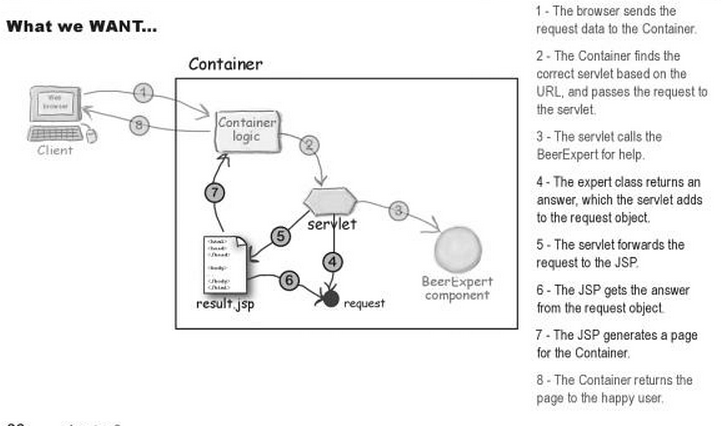 What we WANT...
Container
Web
browser
Client
1
8
Container
logic
2
7
servlet
3
5
4
6
result.jsp
request
BeerExpert
component
1 - The browser sends the
request data to the Container.
2 - The Container finds the
correct servlet based on the
URL, and passes the request to
the servlet.
3 - The servlet calls the
BeerExpert for help.
4 - The expert class returns an
answer, which the servlet adds
to the request object.
5 - The servlet forwards the
request to the JSP.
6 - The JSP gets the answer
from the request object.
7 - The JSP generates a page
for the Container.
8 - The Container returns the
page to the happy user.